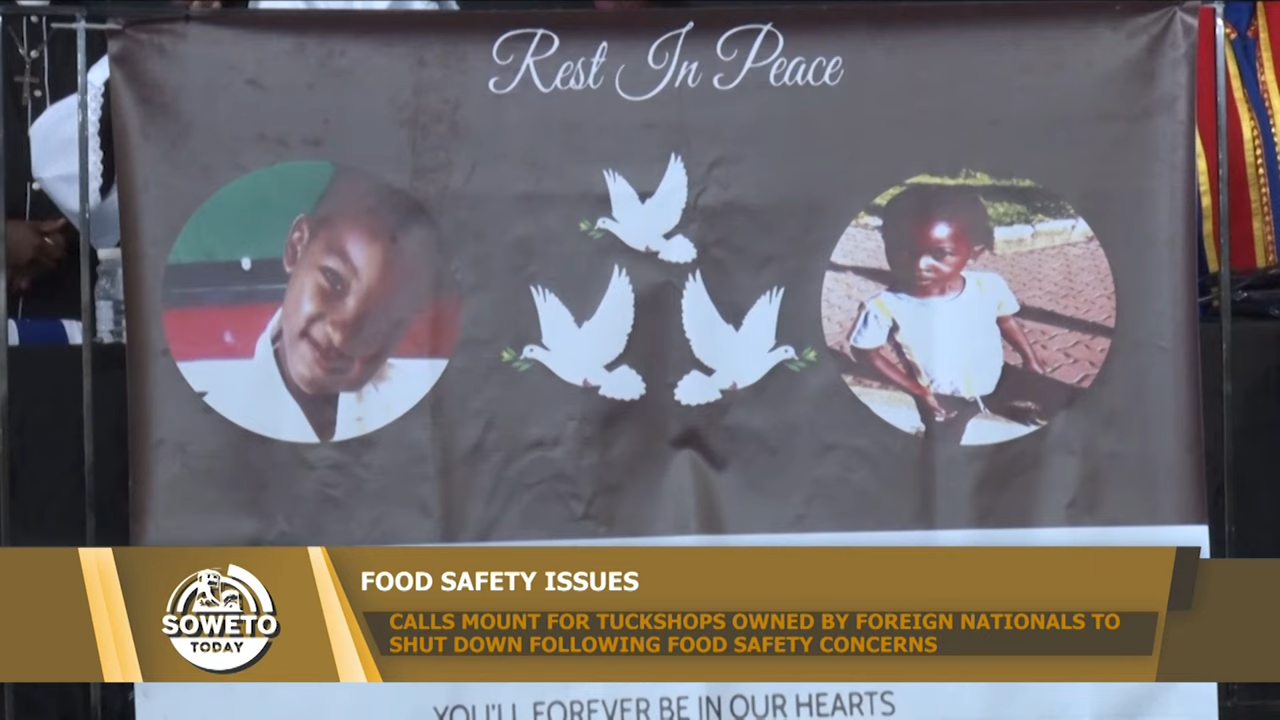 Rest In Peace
FOOD SAFETY ISSUES
CALLS MOUNT FOR TUCKSHOPS OWNED BY FOREIGN NATIONALS TO
SHUT DOWN FOLLOWING FOOD SAFETY CONCERNS
SOWETO
TODAY
YOU'LL FOREVER BE IN OUR HEARTS